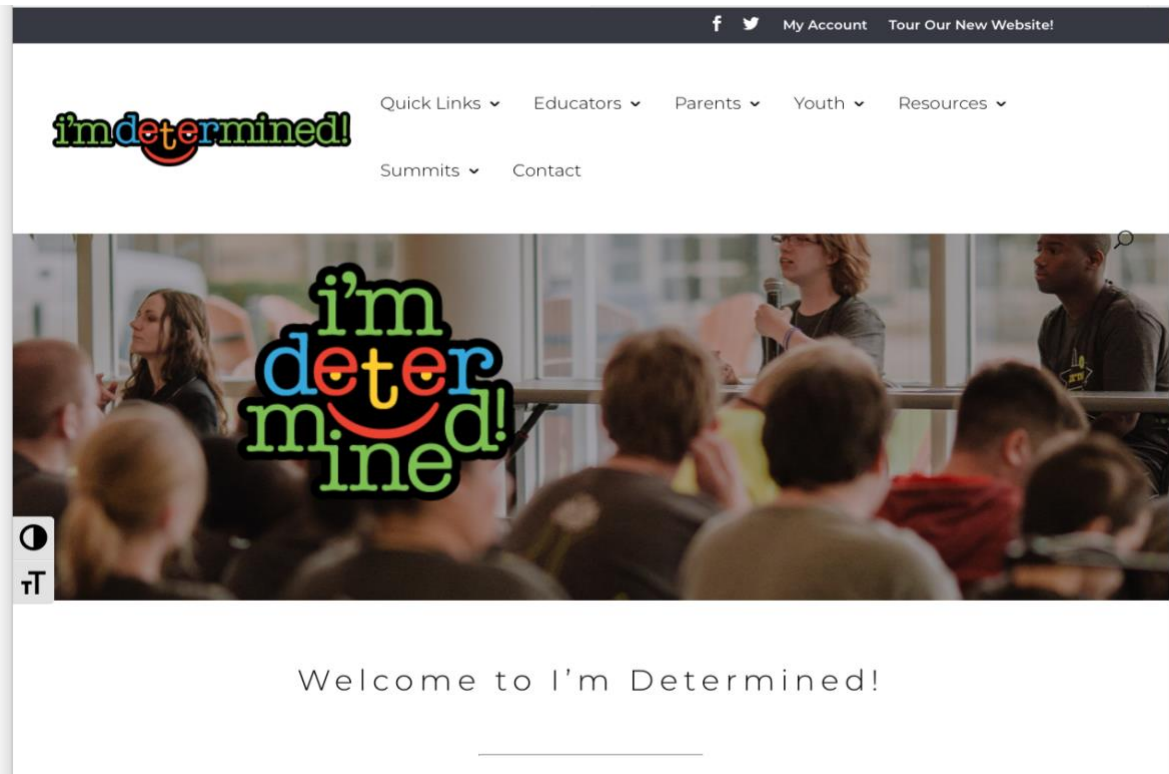 My Account Tour Our New Website!
i'm determined!
Quick Links Educators Parents Youth Resources
Summits Contact
i'm
deter
mined!
Welcome to I'm Determined!